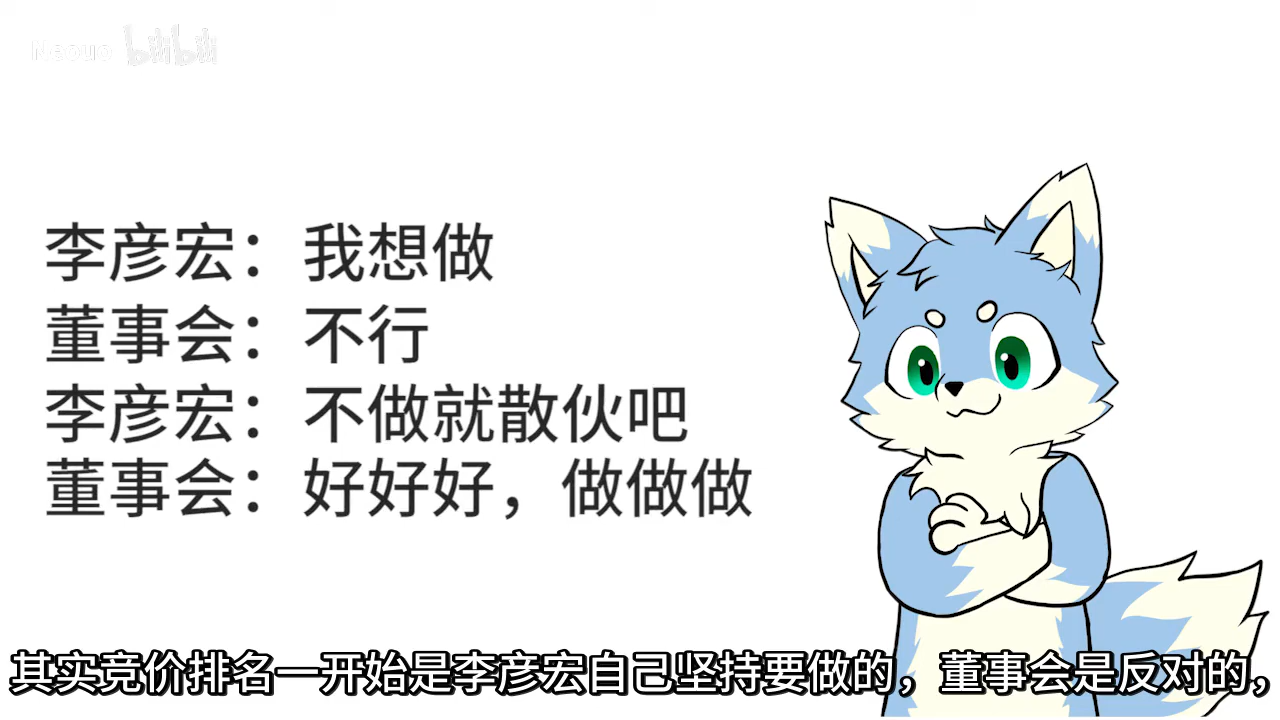 bilibili
李彦宏：我想做
董事会：不行
李彦宏：不做就散伙吧
董事会：好好好，做做做
其实竞价排名一开始是李彦宏自己坚持要做的，董事会是反对的，